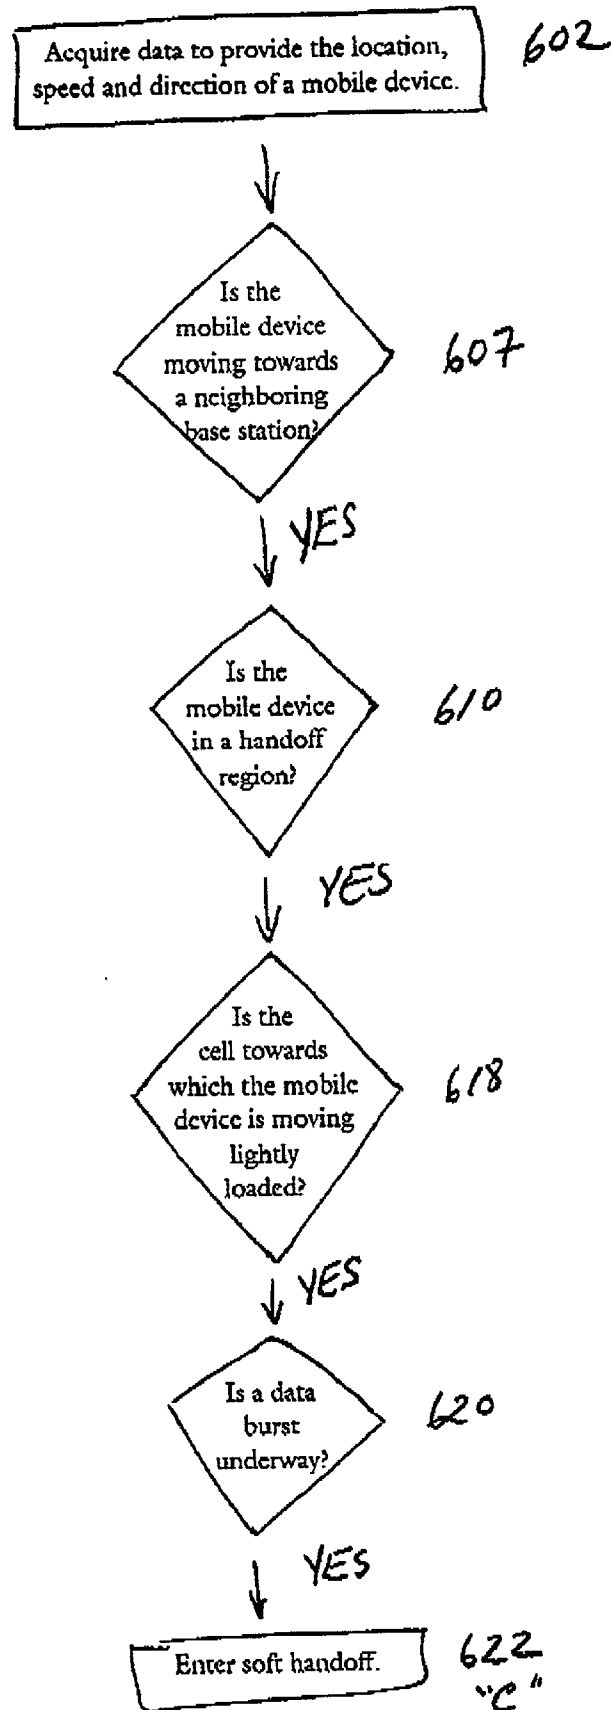 Acquire data to provide the location,
speed and direction of a mobile device.
602
Is the
mobile device
moving towards
a neighboring
base station?
607
YES
Is the
mobile device
in a handoff
region?
610
YES
Is the
cell towards
which the mobile
device is moving
lightly
loaded?
618
YES
Is a data
burst
underway?
620
YES
Enter soft handoff.
622
"C"